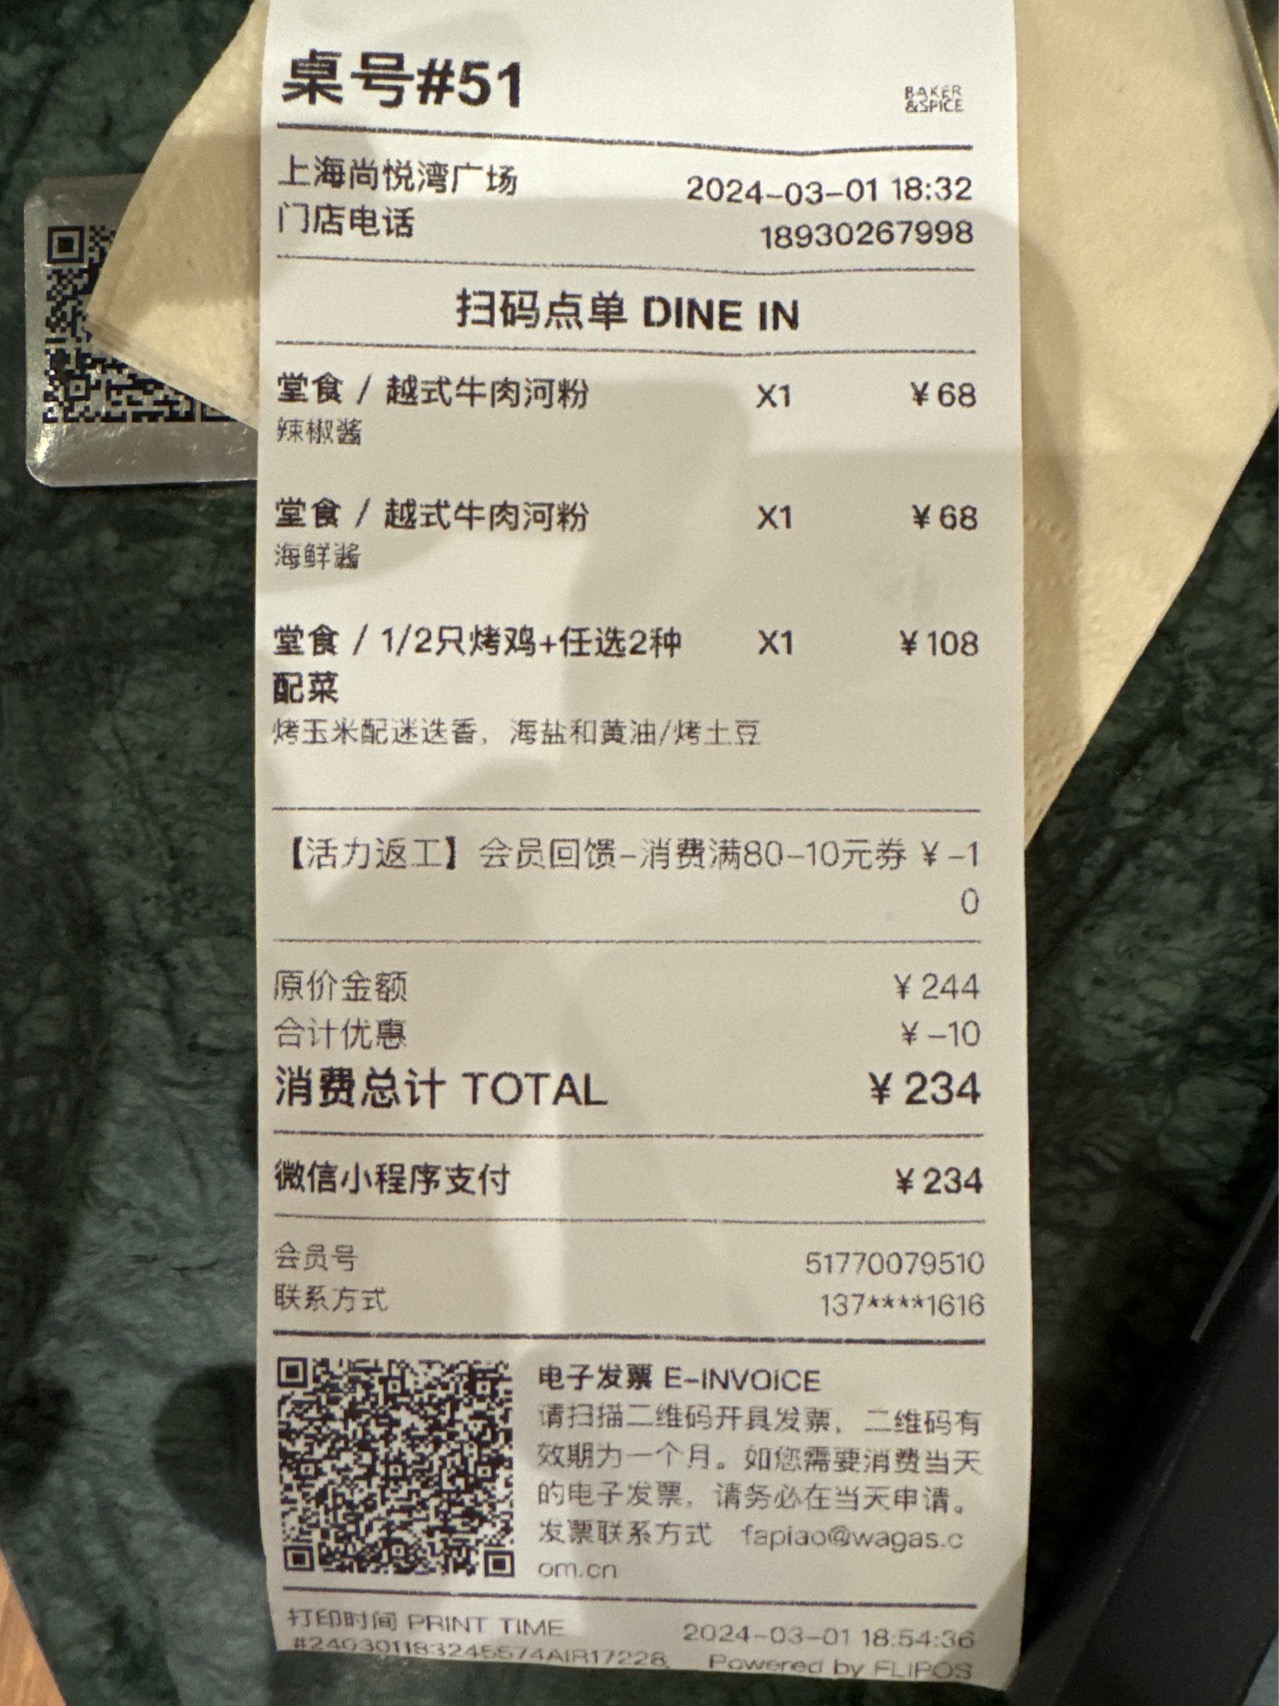 桌号#51
BAKER
&SPICE
上海尚悦湾广场 2024-03-01 18:32
门店电话 18930267998
扫码点单 DINE IN
堂食 / 越式牛肉河粉 X1 ¥68
辣椒酱
堂食 / 越式牛肉河粉 X1 ¥68
海鲜酱
堂食 / 1/2只烤鸡+任选2种 X1 ¥108
配菜
烤玉米配迷迭香，海盐和黄油/烤土豆
【活力返工】会员回馈-消费满80-10元券 ¥-1
0
原价金额 ¥244
合计优惠 ¥-10
消费总计 TOTAL ¥234
微信小程序支付 ¥234
会员号 51770079510
联系方式 137****1616
电子发票 E-INVOICE
请扫描二维码开具发票，二维码有
效期为一个月。如您需要消费当天
的电子发票，请务必在当天申请。
发票联系方式 fapiao@wagas.c
om.cn
打印时间 PRINT TIME 2024-03-01 18:54:36
#240301183245574AIR17228 Powered by FLIPOS